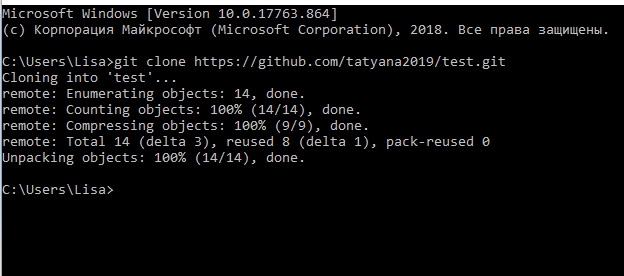 Microsoft Windows [Version 10.0.17763.864]
(c) Корпорация Майкрософт (Microsoft Corporation), 2018. Все права защищены.
C:\Users\Lisa>git clone https://github.com/tatyana2019/test.git
Cloning into 'test'...
remote: Enumerating objects: 14, done.
remote: Counting objects: 100% (14/14), done.
remote: Compressing objects: 100% (9/9), done.
remote: Total 14 (delta 3), reused 8 (delta 1), pack-reused 0
Unpacking objects: 100% (14/14), done.
C:\Users\Lisa>